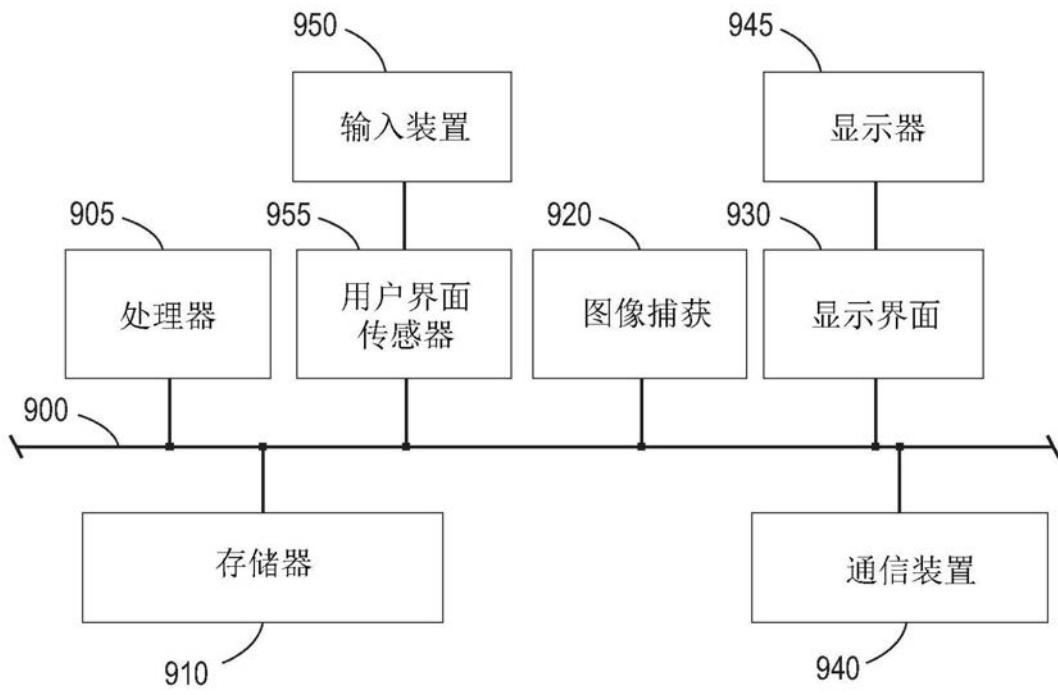 950
945
输入装置
显示器
905
955
920
930
处理器
用户界面
传感器
图像捕获
显示界面
900
存储器
通信装置
910
940